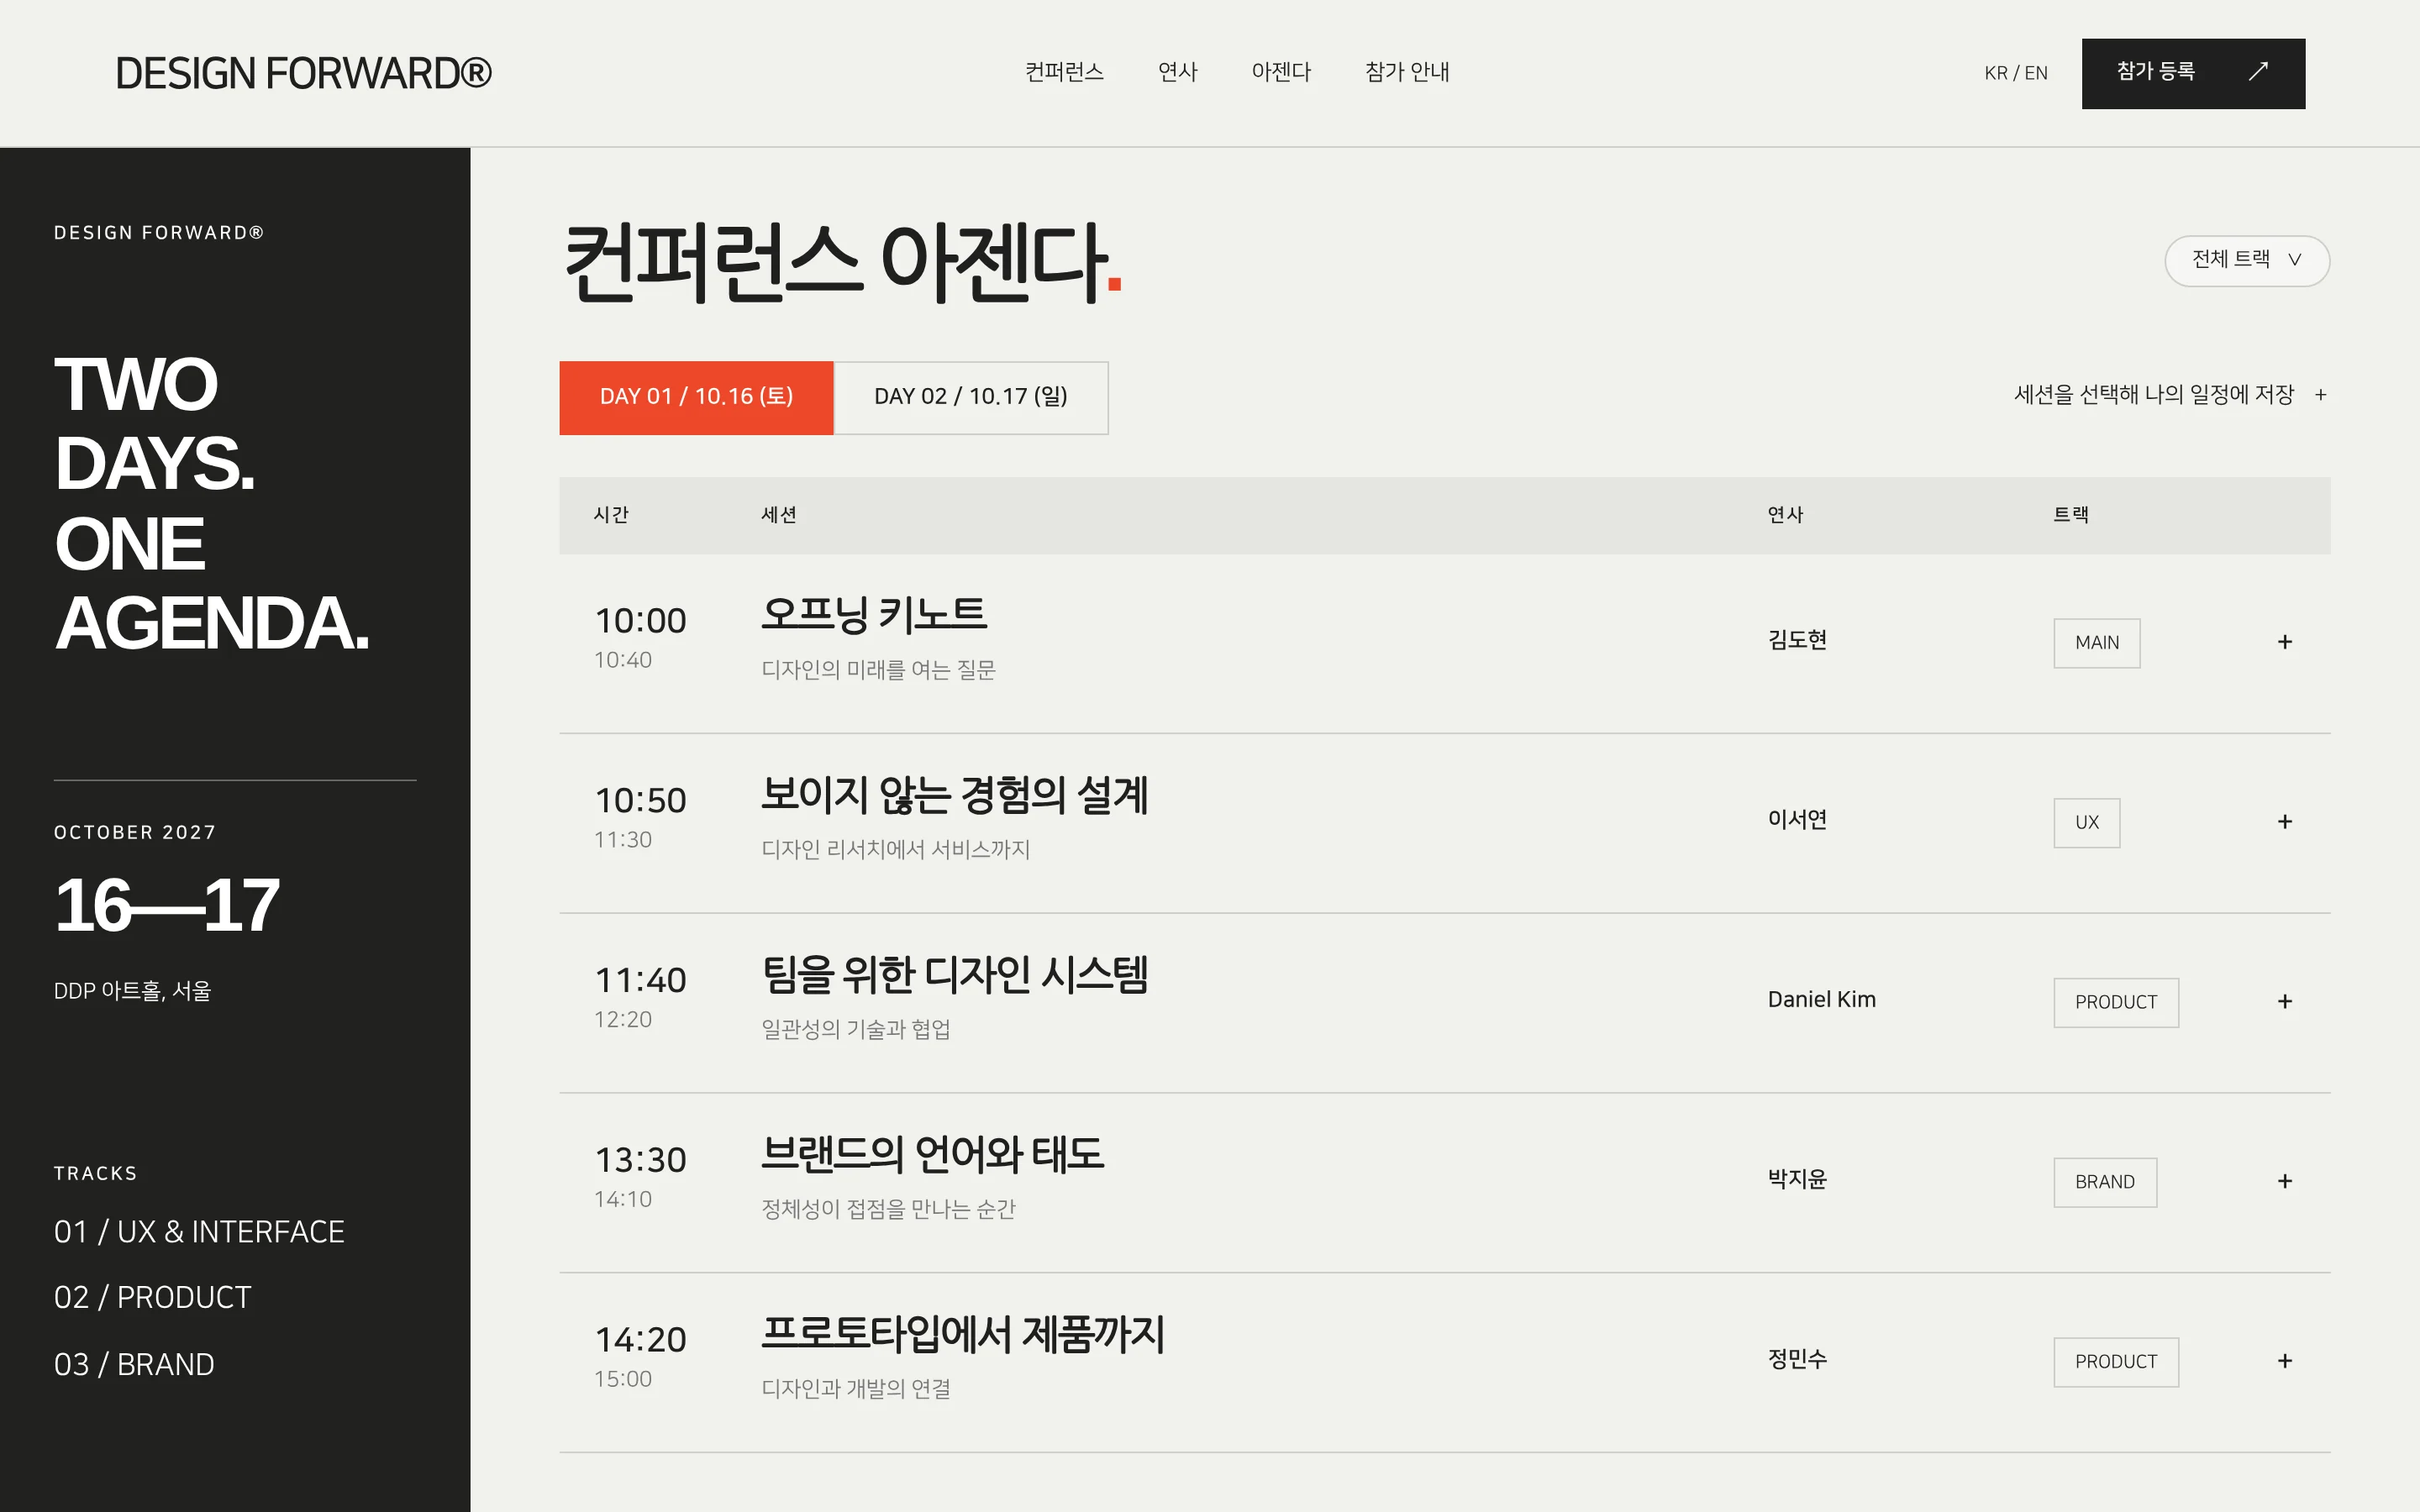 DESIGN FORWARD®
컨퍼런스 연사 아젠다 참가 안내
KR / EN
참가 등록 ↗
DESIGN FORWARD®
TWO
DAYS.
ONE
AGENDA.
OCTOBER 2027
16—17
DDP 아트홀, 서울
TRACKS
01 / UX & INTERFACE
02 / PRODUCT
03 / BRAND
컨퍼런스 아젠다.
전체 트랙 ∨
DAY 01 / 10.16 (토)
DAY 02 / 10.17 (일)
세션을 선택해 나의 일정에 저장 +
시간 세션 연사 트랙
10:00 오프닝 키노트 김도현 MAIN +
10:40 디자인의 미래를 여는 질문
10:50 보이지 않는 경험의 설계 이서연 UX +
11:30 디자인 리서치에서 서비스까지
11:40 팀을 위한 디자인 시스템 Daniel Kim PRODUCT +
12:20 일관성의 기술과 협업
13:30 브랜드의 언어와 태도 박지윤 BRAND +
14:10 정체성이 접점을 만나는 순간
14:20 프로토타입에서 제품까지 정민수 PRODUCT +
15:00 디자인과 개발의 연결